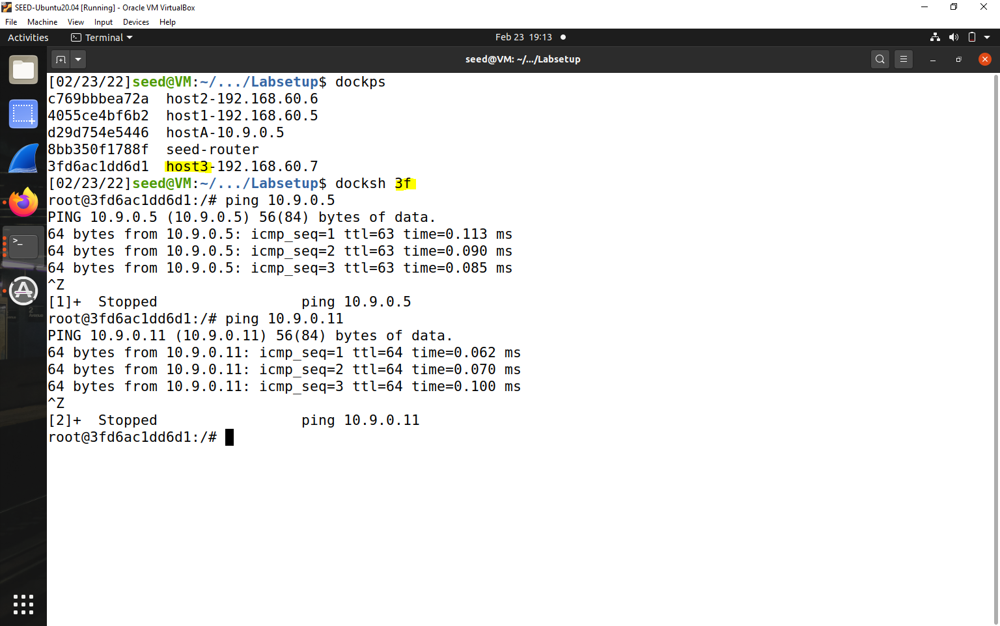 SEED-Ubuntu20.04 [Running] - Oracle VM VirtualBox
File Machine View Input Devices Help
Activities Terminal Feb 23 19:13
seed@VM: ~/.../Labsetup
[02/23/22]seed@VM:~/.../Labsetup$ dockps
c769bbbea72a host2-192.168.60.6
4055ce4bf6b2 host1-192.168.60.5
d29d754e5446 hostA-10.9.0.5
8bb350f1788f seed-router
3fd6ac1dd6d1 host3-192.168.60.7
[02/23/22]seed@VM:~/.../Labsetup$ docksh 3f
root@3fd6ac1dd6d1:/# ping 10.9.0.5
PING 10.9.0.5 (10.9.0.5) 56(84) bytes of data.
64 bytes from 10.9.0.5: icmp_seq=1 ttl=63 time=0.113 ms
64 bytes from 10.9.0.5: icmp_seq=2 ttl=63 time=0.090 ms
64 bytes from 10.9.0.5: icmp_seq=3 ttl=63 time=0.085 ms
^Z
[1]+ Stopped ping 10.9.0.5
root@3fd6ac1dd6d1:/# ping 10.9.0.11
PING 10.9.0.11 (10.9.0.11) 56(84) bytes of data.
64 bytes from 10.9.0.11: icmp_seq=1 ttl=64 time=0.062 ms
64 bytes from 10.9.0.11: icmp_seq=2 ttl=64 time=0.070 ms
64 bytes from 10.9.0.11: icmp_seq=3 ttl=64 time=0.100 ms
^Z
[2]+ Stopped ping 10.9.0.11
root@3fd6ac1dd6d1:/#